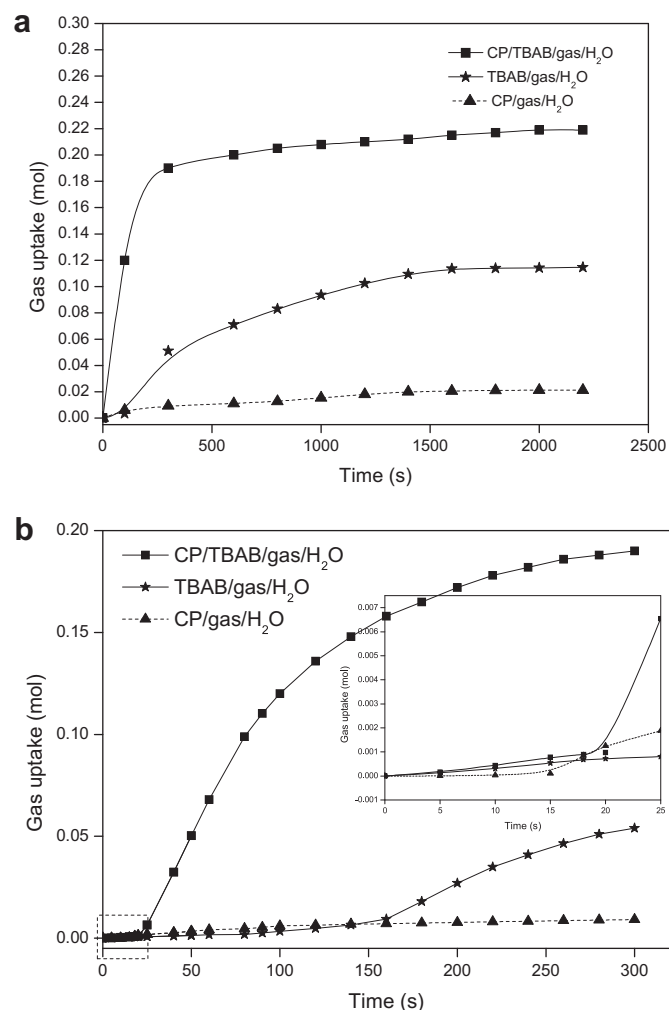 a
0.30
0.28
0.26
0.24
0.22
0.20
0.18
0.16
0.14
0.12
0.10
0.08
0.06
0.04
0.02
0.00
Gas uptake (mol)
CP/TBAB/gas/H₂O
TBAB/gas/H₂O
CP/gas/H₂O
0 500 1000 1500 2000 2500
Time (s)
b
0.20
0.15
0.10
0.05
0.00
Gas uptake (mol)
CP/TBAB/gas/H₂O
TBAB/gas/H₂O
CP/gas/H₂O
0.007
0.006
0.005
0.004
0.003
0.002
0.001
0.000
-0.001
Gas uptake (mol)
0 5 10 15 20 25
Time (s)
0 50 100 150 200 250 300
Time (s)